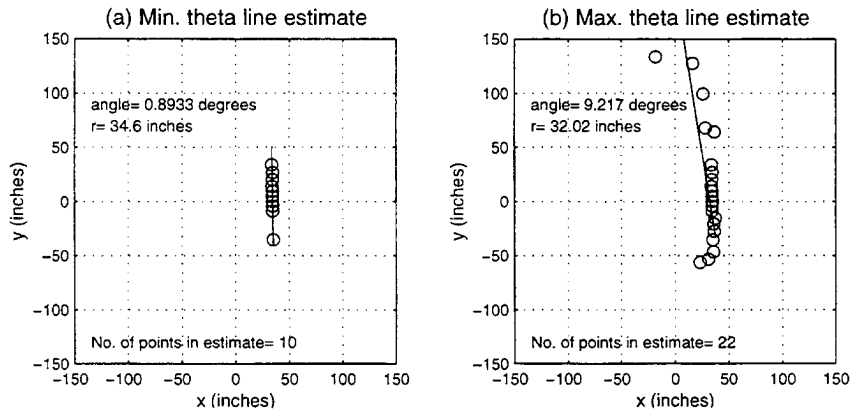 (a) Min. theta line estimate
150
100
50
0
−50
−100
−150
y (inches)
angle= 0.8933 degrees
r= 34.6 inches
No. of points in estimate= 10
−150
−100
−50
0
50
100
150
x (inches)
(b) Max. theta line estimate
150
100
50
0
−50
−100
−150
y (inches)
angle= 9.217 degrees
r= 32.02 inches
No. of points in estimate= 22
−150
−100
−50
0
50
100
150
x (inches)